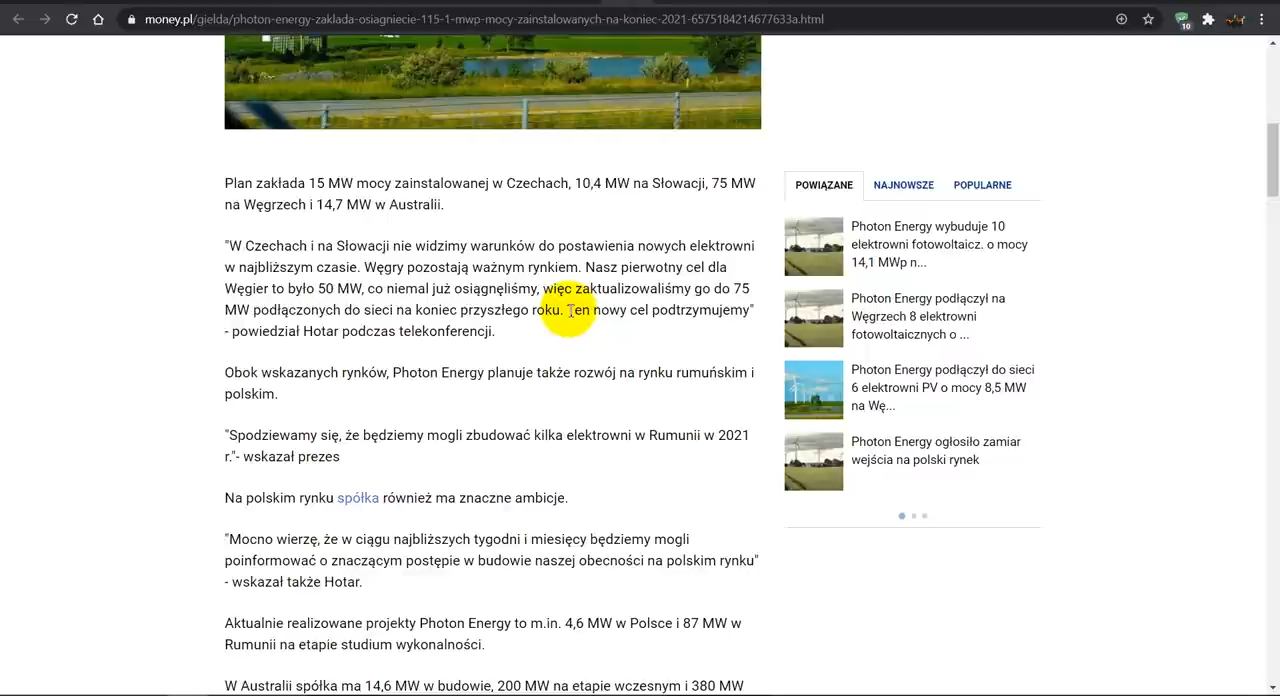 money.pl/gielda/photon-energy-zaklada-osiagniecie-115-1-mwp-mocy-zainstalowanych-na-koniec-2021-6575184214677633a.html
10
Plan zakłada 15 MW mocy zainstalowanej w Czechach, 10,4 MW na Słowacji, 75 MW
na Węgrzech i 14,7 MW w Australii.
"W Czechach i na Słowacji nie widzimy warunków do postawienia nowych elektrowni
w najbliższym czasie. Węgry pozostają ważnym rynkiem. Nasz pierwotny cel dla
Węgier to było 50 MW, co niemal już osiągnęliśmy, więc zaktualizowaliśmy go do 75
MW podłączonych do sieci na koniec przyszłego roku. Ten nowy cel podtrzymujemy"
- powiedział Hotar podczas telekonferencji.
Obok wskazanych rynków, Photon Energy planuje także rozwój na rynku rumuńskim i
polskim.
"Spodziewamy się, że będziemy mogli zbudować kilka elektrowni w Rumunii w 2021
r."- wskazał prezes
Na polskim rynku spółka również ma znaczne ambicje.
"Mocno wierzę, że w ciągu najbliższych tygodni i miesięcy będziemy mogli
poinformować o znaczącym postępie w budowie naszej obecności na polskim rynku"
- wskazał także Hotar.
Aktualnie realizowane projekty Photon Energy to m.in. 4,6 MW w Polsce i 87 MW w
Rumunii na etapie studium wykonalności.
W Australii spółka ma 14,6 MW w budowie, 200 MW na etapie wczesnym i 380 MW
POWIĄZANE NAJNOWSZE POPULARNE
Photon Energy wybuduje 10
elektrowni fotowoltaicz. o mocy
14,1 MWp n...
Photon Energy podłączył na
Węgrzech 8 elektrowni
fotowoltaicznych o ...
Photon Energy podłączył do sieci
6 elektrowni PV o mocy 8,5 MW
na Wę...
Photon Energy ogłosiło zamiar
wejścia na polski rynek